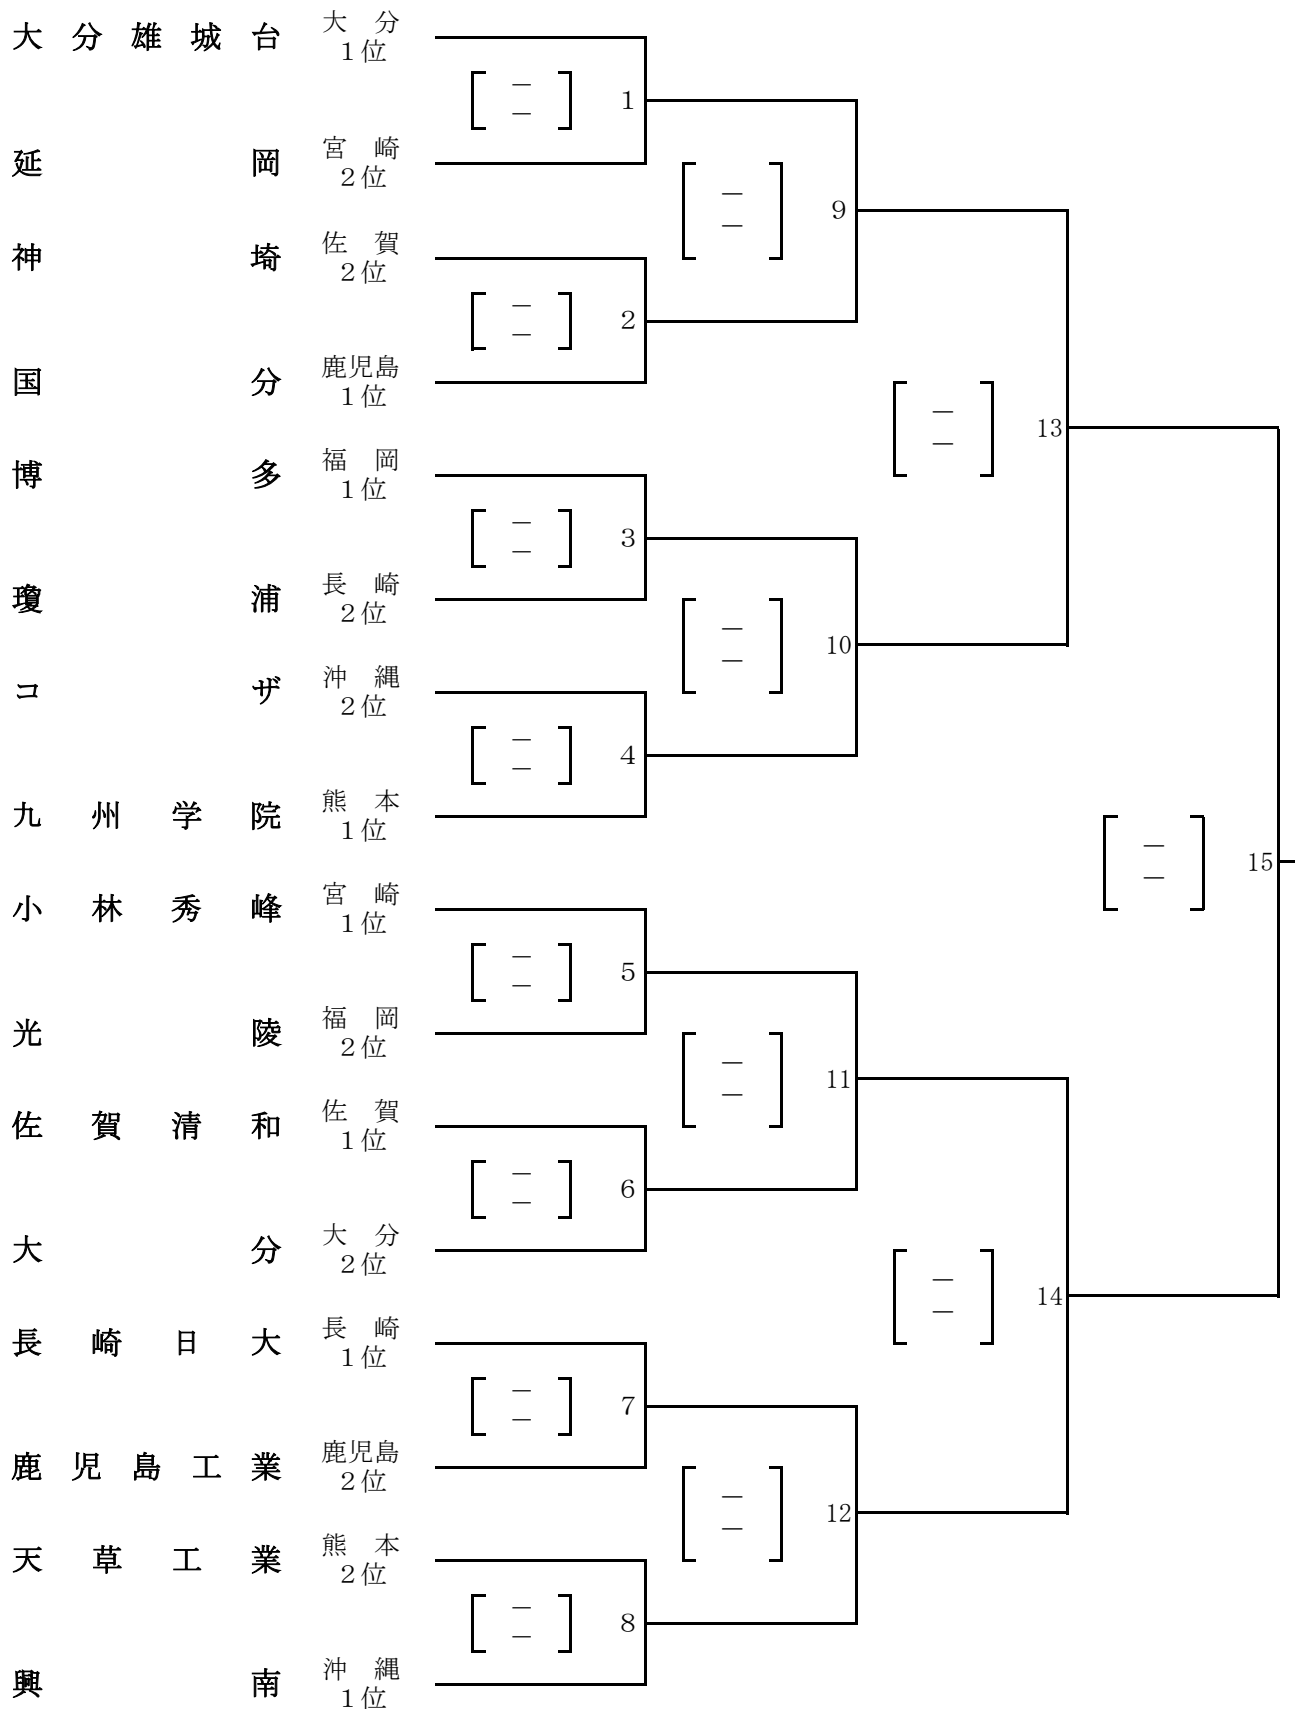 大分雄城台 大分
1位
[ － － ] 1
延岡 宮崎
2位
[ － － ] 9
神埼 佐賀
2位
[ － － ] 2
国分 鹿児島
1位
[ － － ] 13
博多 福岡
1位
[ － － ] 3
瓊浦 長崎
2位
[ － － ] 10
コザ 沖縄
2位
[ － － ] 4
九州学院 熊本
1位
[ － － ] 15
小林秀峰 宮崎
1位
[ － － ] 5
光陵 福岡
2位
[ － － ] 11
佐賀清和 佐賀
1位
[ － － ] 6
大分 大分
2位
[ － － ] 14
長崎日大 長崎
1位
[ － － ] 7
鹿児島工業 鹿児島
2位
[ － － ] 12
天草工業 熊本
2位
[ － － ] 8
興南 沖縄
1位